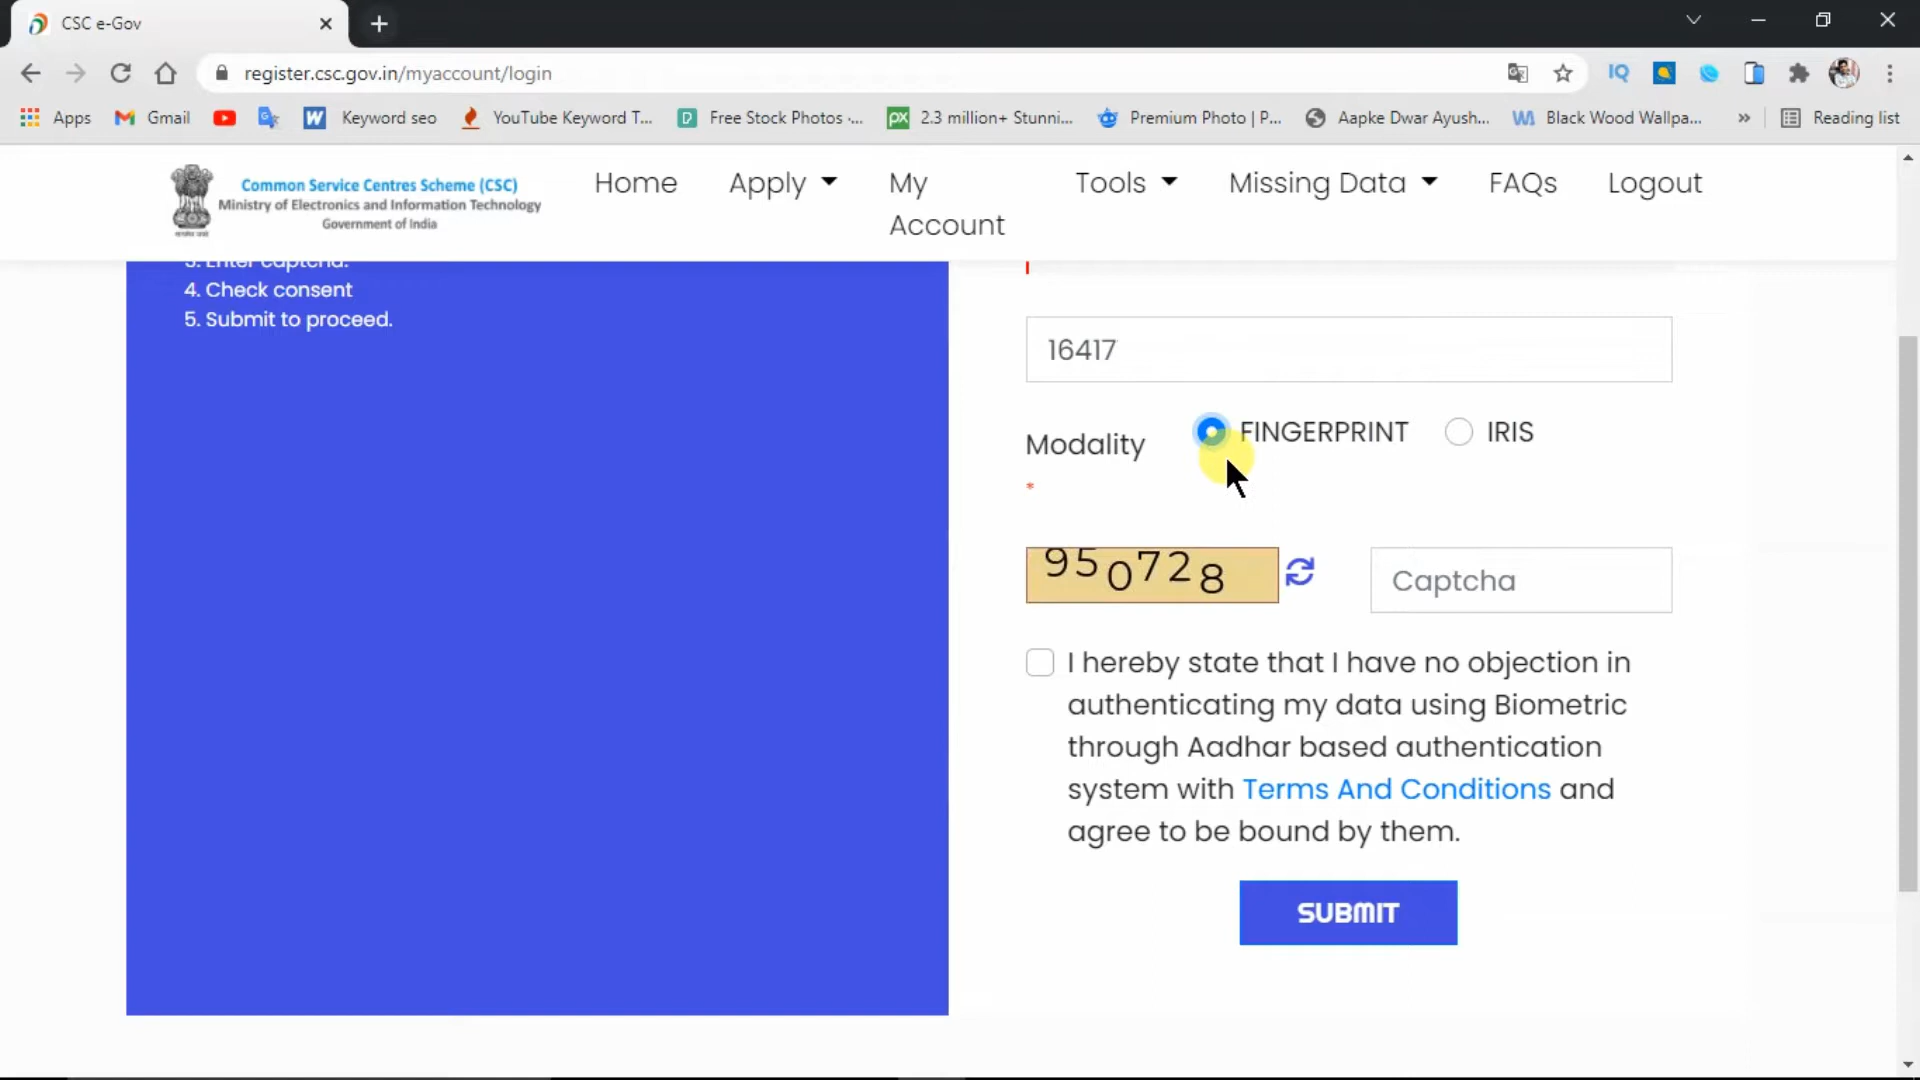 CSC e-Gov
register.csc.gov.in/myaccount/login
IQ
Apps
Gmail
Keyword seo
YouTube Keyword T...
Free Stock Photos -...
2.3 million+ Stunni...
Premium Photo | P...
Aapke Dwar Ayush...
Black Wood Wallpa...
»
Reading list
Common Service Centres Scheme (CSC)
Ministry of Electronics and Information Technology
Government of India
Home
Apply
My
Account
Tools
Missing Data
FAQs
Logout
3. Enter captcha.
4. Check consent
5. Submit to proceed.
16417
Modality
*
FINGERPRINT
IRIS
950728
Captcha
I hereby state that I have no objection in
authenticating my data using Biometric
through Aadhar based authentication
system with Terms And Conditions and
agree to be bound by them.
SUBMIT